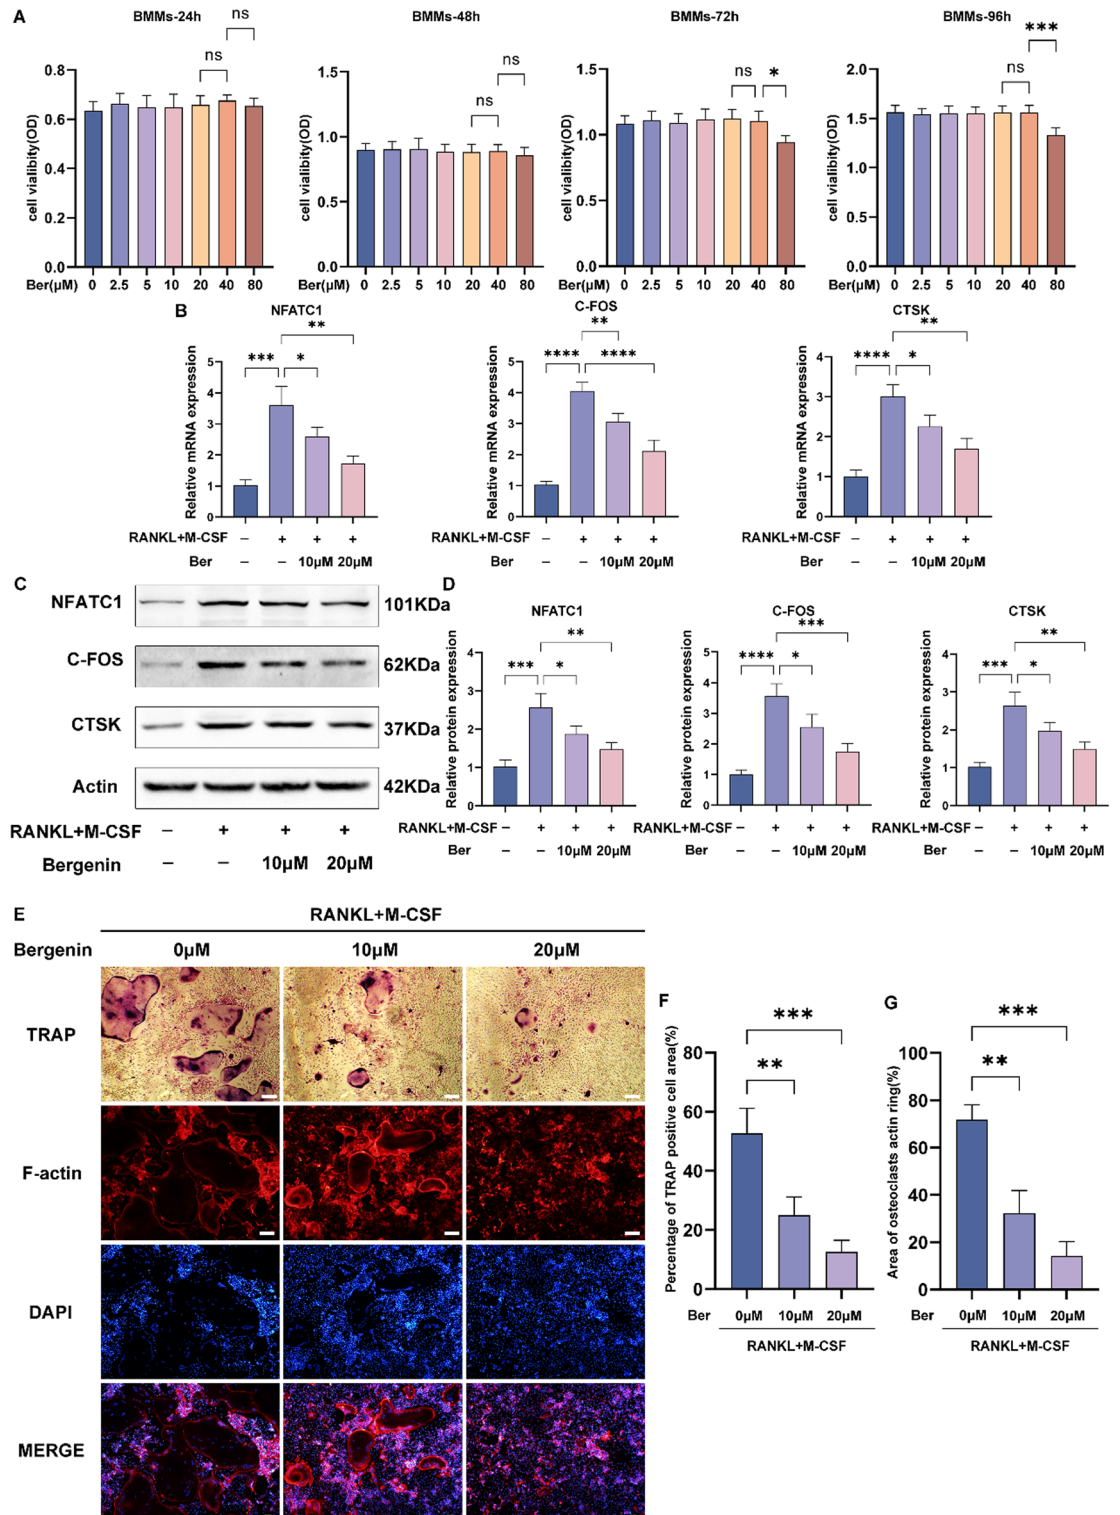 A
BMMs-24h
BMMs-48h
BMMs-72h
BMMs-96h
ns
ns
0.8
0.6
0.4
0.2
0.0
cell vialibity(OD)
Ber(μM) 0 2.5 5 10 20 40 80
ns
ns
1.5
1.0
0.5
0.0
cell vialibity(OD)
Ber(μM) 0 2.5 5 10 20 40 80
ns *
1.5
1.0
0.5
0.0
cell vialibity(OD)
Ber(μM) 0 2.5 5 10 20 40 80
***
ns
2.0
1.5
1.0
0.5
0.0
cell vialibity(OD)
Ber(μM) 0 2.5 5 10 20 40 80
B
NFATC1
**
*** *
5
4
3
2
1
0
Relative mRNA expression
RANKL+M-CSF – + + +
Ber – – 10μM 20μM
C-FOS
**
**** ****
5
4
3
2
1
0
Relative mRNA expression
– + + +
– – 10μM 20μM
CTSK
**
**** *
4
3
2
1
0
Relative mRNA expression
– + + +
– – 10μM 20μM
C
NFATC1 101KDa
C-FOS 62KDa
CTSK 37KDa
Actin 42KDa
RANKL+M-CSF – + + +
Bergenin – – 10μM 20μM
D
NFATC1
**
*** *
5
4
3
2
1
0
Relative protein expression
RANKL+M-CSF – + + +
Ber – – 10μM 20μM
C-FOS
***
**** *
5
4
3
2
1
0
Relative protein expression
RANKL+M-CSF – + + +
Ber – – 10μM 20μM
CTSK
**
*** *
4
3
2
1
0
Relative protein expression
RANKL+M-CSF – + + +
Ber – – 10μM 20μM
E
RANKL+M-CSF
Bergenin 0μM 10μM 20μM
TRAP
F-actin
DAPI
MERGE
F
***
**
80
60
40
20
0
Percentage of TRAP positive cell area(%)
Ber 0μM 10μM 20μM
RANKL+M-CSF
G
***
**
100
80
60
40
20
0
Area of osteoclasts actin ring(%)
Ber 0μM 10μM 20μM
RANKL+M-CSF